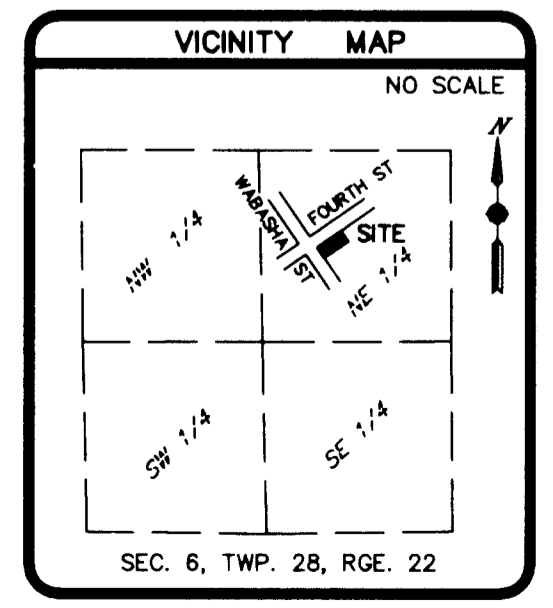 VICINITY MAP
NO SCALE
N
WABASHA ST
FOURTH ST
SITE
NW 1/4
NE 1/4
SW 1/4
SE 1/4
SEC. 6, TWP. 28, RGE. 22